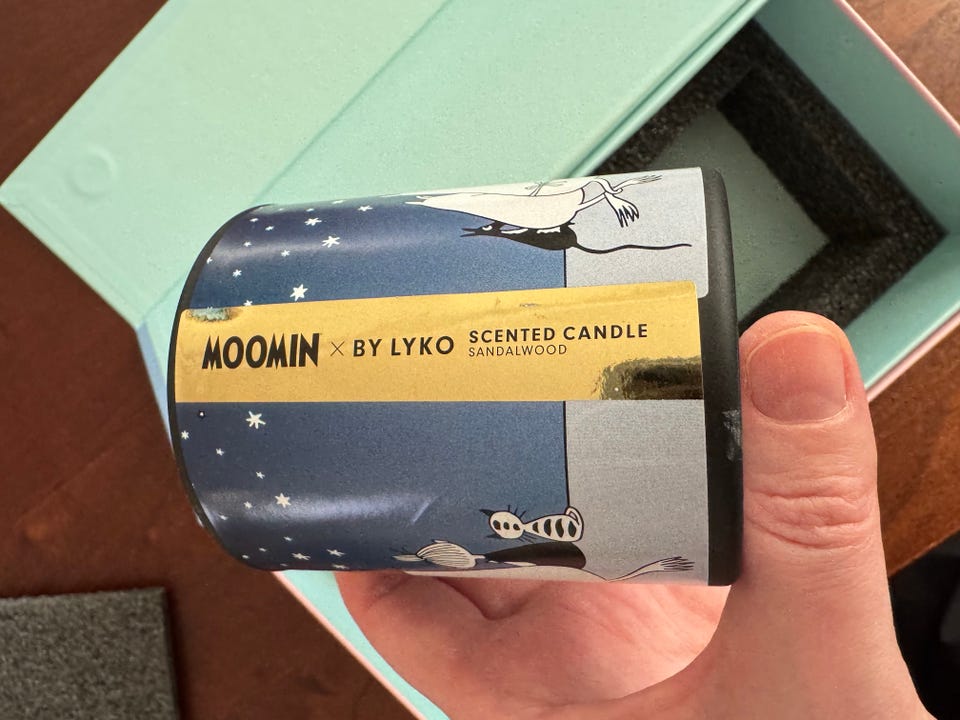 MOOMIN × BY LYKO
SCENTED CANDLE
SANDALWOOD